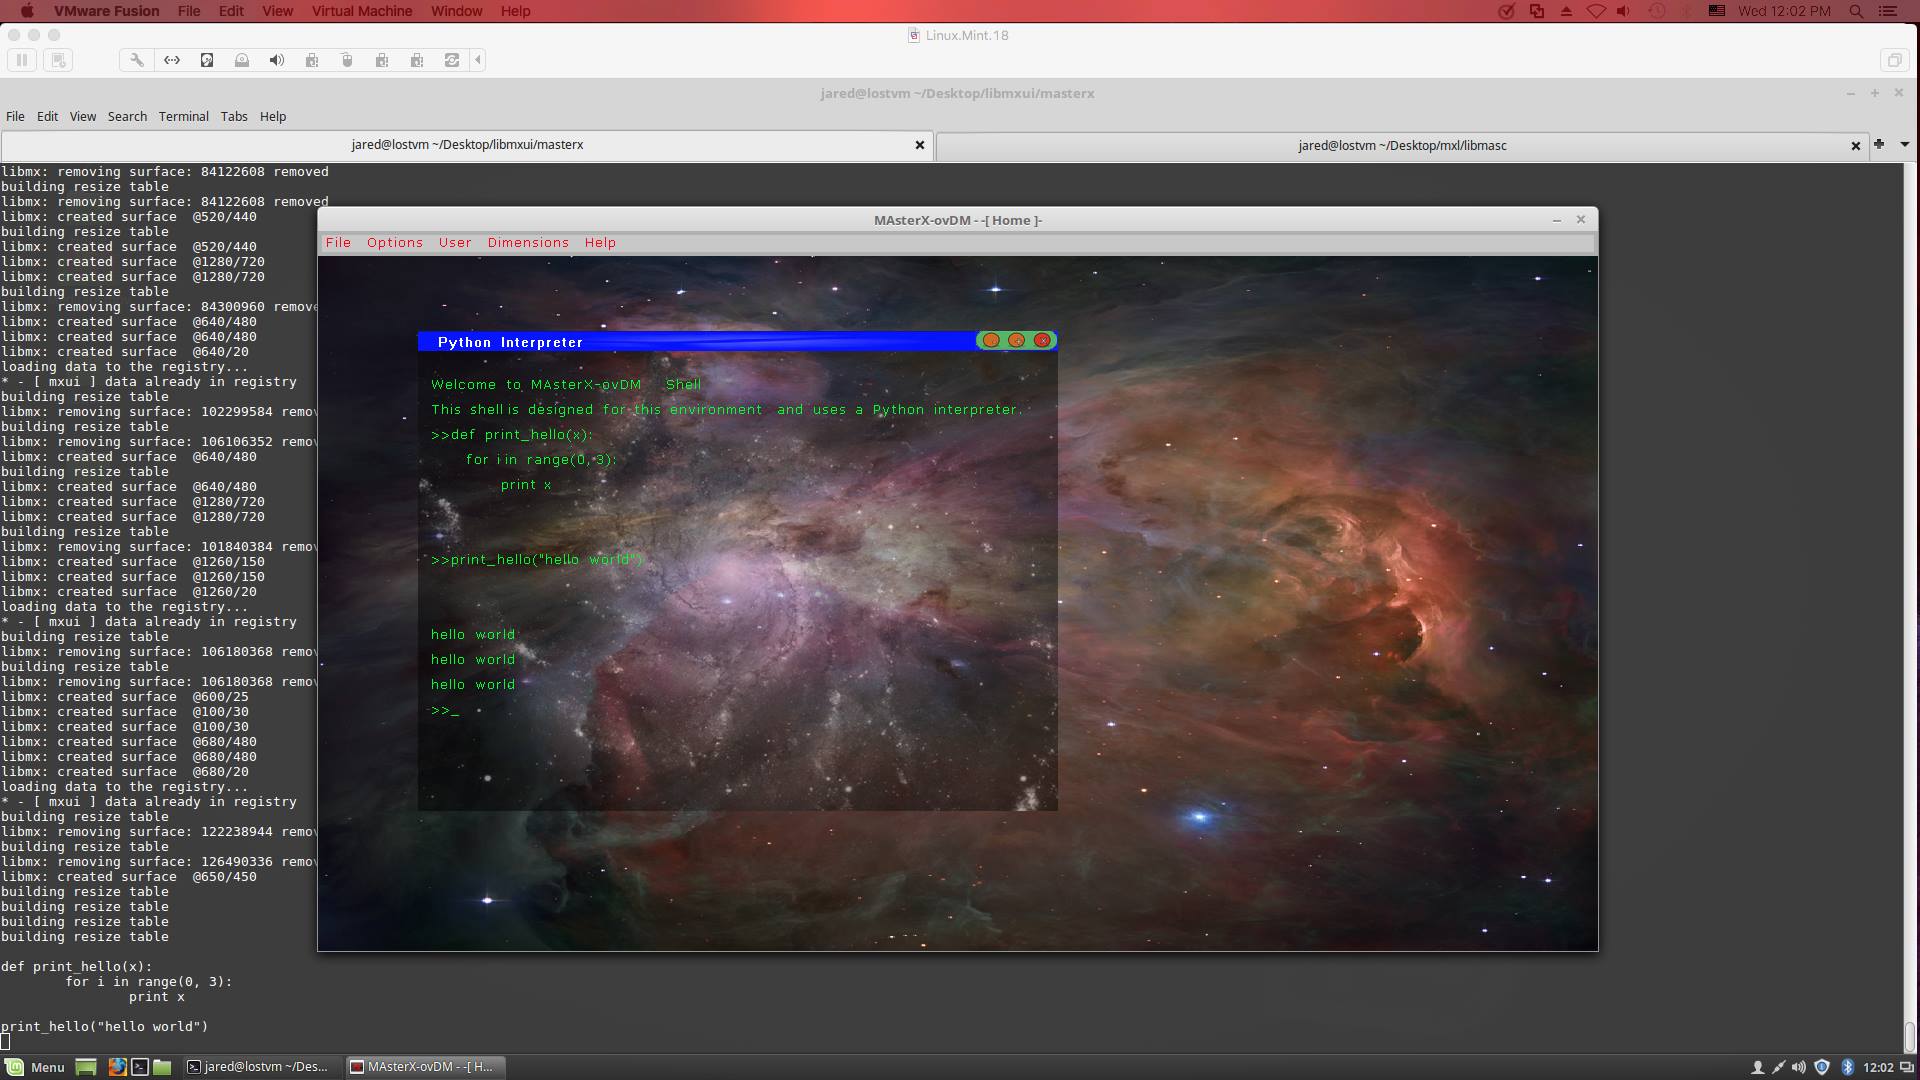 VMware Fusion File Edit View Virtual Machine Window Help Wed 12:02 PM
Linux.Mint.18
jared@lostvm ~/Desktop/libmxui/masterx
File Edit View Search Terminal Tabs Help
jared@lostvm ~/Desktop/libmxui/masterx
jared@lostvm ~/Desktop/mxl/libmasc
libmx: removing surface: 84122608 removed
building resize table
libmx: removing surface: 84122608 removed
libmx: created surface @520/440
building resize table
libmx: created surface @520/440
libmx: created surface @1280/720
libmx: created surface @1280/720
building resize table
libmx: removing surface: 84300960 remove
libmx: created surface @640/480
libmx: created surface @640/480
libmx: created surface @640/20
loading data to the registry...
* - [ mxui ] data already in registry
building resize table
libmx: removing surface: 102299584 remov
building resize table
libmx: removing surface: 106106352 remov
libmx: created surface @640/480
building resize table
libmx: created surface @640/480
libmx: created surface @1280/720
libmx: created surface @1280/720
building resize table
libmx: removing surface: 101840384 remov
libmx: created surface @1260/150
libmx: created surface @1260/150
libmx: created surface @1260/20
loading data to the registry...
* - [ mxui ] data already in registry
building resize table
libmx: removing surface: 106180368 remov
building resize table
libmx: removing surface: 106180368 remov
libmx: created surface @600/25
libmx: created surface @100/30
libmx: created surface @100/30
libmx: created surface @680/480
libmx: created surface @680/480
libmx: created surface @680/20
loading data to the registry...
* - [ mxui ] data already in registry
building resize table
libmx: removing surface: 122238944 remov
building resize table
libmx: removing surface: 126490336 remov
libmx: created surface @650/450
building resize table
building resize table
building resize table
building resize table
def print_hello(x):
for i in range(0, 3):
print x
print_hello("hello world")
MAsterX-ovDM - -[ Home ]-
File Options User Dimensions Help
Python Interpreter
Welcome to MAsterX-ovDM Shell
This shell is designed for this environment and uses a Python interpreter.
>>def print_hello(x):
for i in range(0, 3):
print x
>>print_hello("hello world")
hello world
hello world
hello world
>>_
Menu jared@lostvm ~/Des... MAsterX-ovDM - -[ H... 12:02